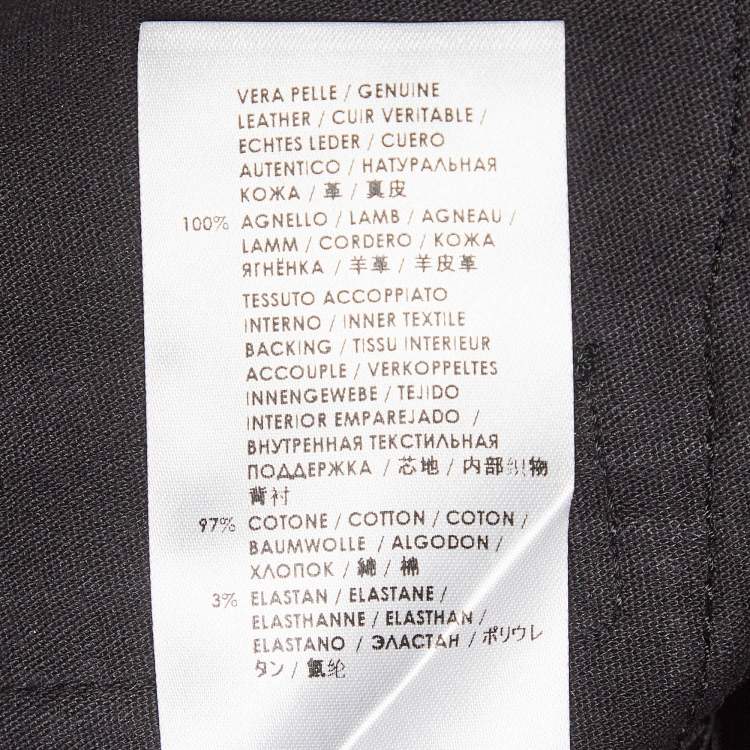 VERA PELLE / GENUINE
LEATHER / CUIR VERITABLE /
ECHTES LEDER / CUERO
AUTENTICO / НАТУРАЛЬНАЯ
КОЖА / 革 / 真皮
100% AGNELLO / LAMB / AGNEAU /
LAMM / CORDERO / КОЖА
ЯГНЁНКА / 羊革 / 羊皮革
TESSUTO ACCOPPIATO
INTERNO / INNER TEXTILE
BACKING / TISSU INTERIEUR
ACCOUPLE / VERKOPPELTES
INNENGEWEBE / TEJIDO
INTERIOR EMPAREJADO /
ВНУТРЕННАЯ ТЕКСТИЛЬНАЯ
ПОДДЕРЖКА / 芯地 / 内部织物
背衬
97% COTONE / COTTON / COTON /
BAUMWOLLE / ALGODON /
ХЛОПОК / 綿 / 棉
3% ELASTAN / ELASTANE /
ELASTHANNE / ELASTHAN /
ELASTANO / ЭЛАСТАН / ポリウレ
タン / 氨纶